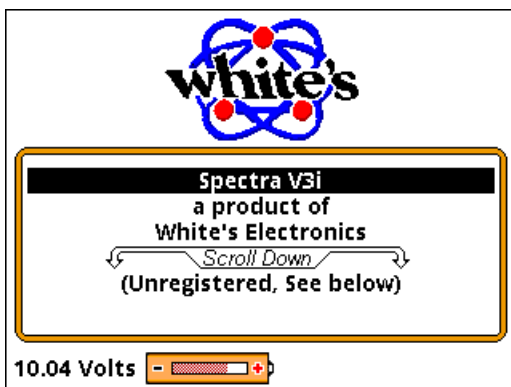 white's
Spectra V3i
a product of
White's Electronics
Scroll Down
(Unregistered, See below)
10.04 Volts - +